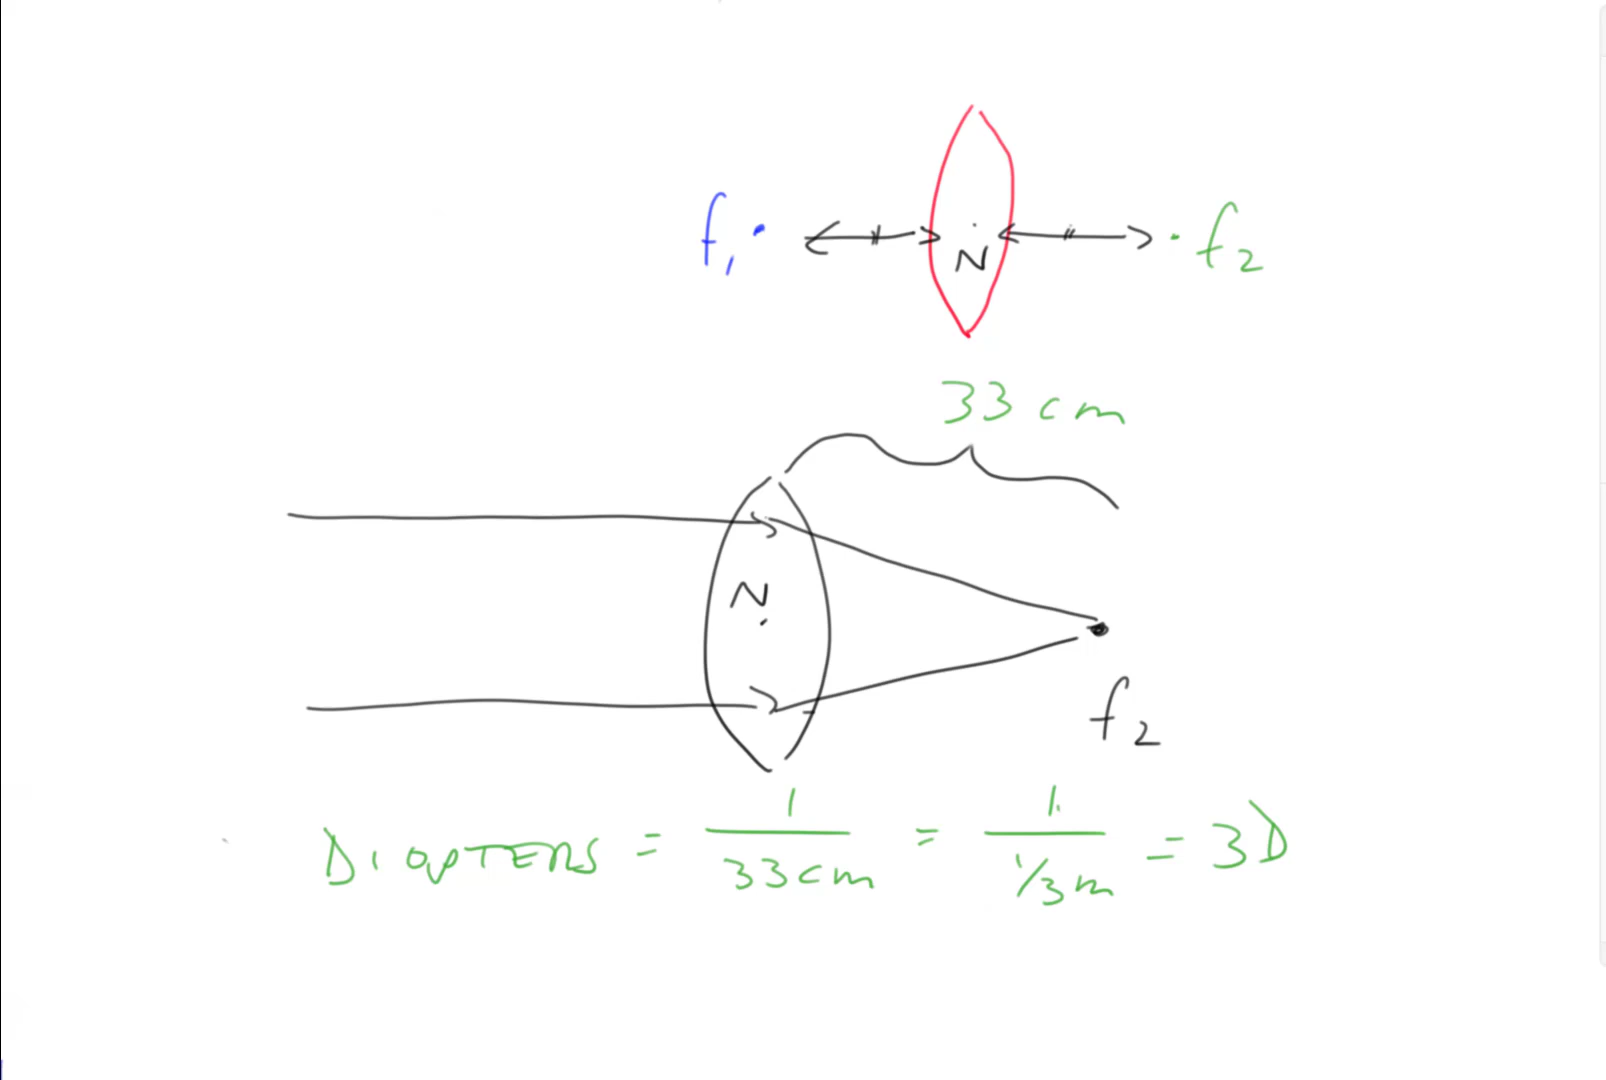 f1 N f2
33 cm
N
f2
DIOPTERS = 1/33cm = 1/1/3m = 3D